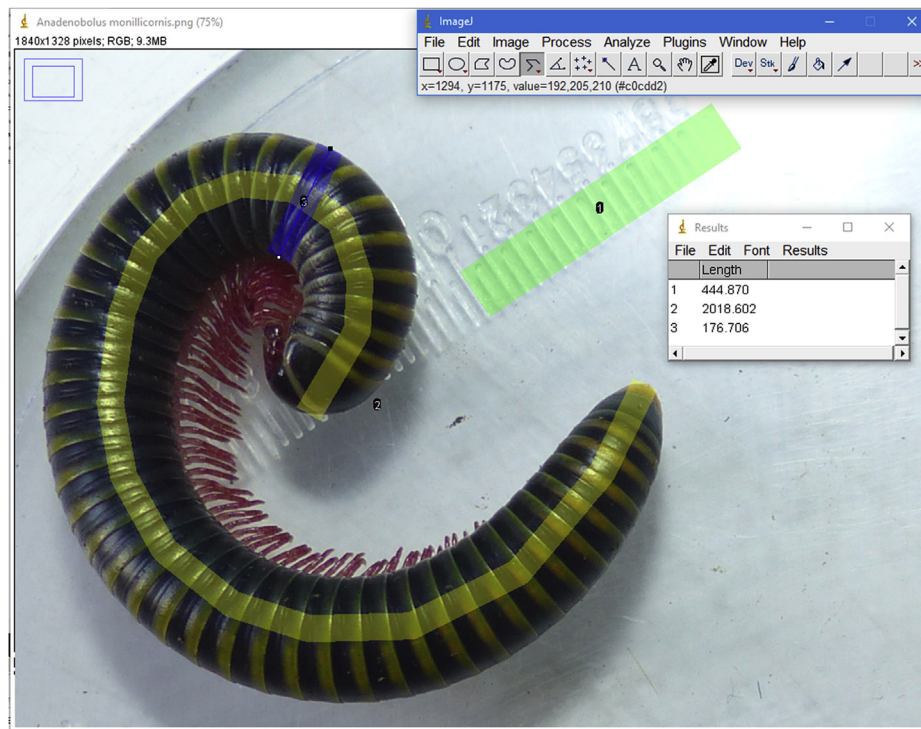 Anadenobolus monillicornis.png (75%)
1840x1328 pixels; RGB; 9.3MB
ImageJ
File Edit Image Process Analyze Plugins Window Help
A Dev Stk >>
x=1294, y=1175, value=192,205,210 (#c0cdd2)
3
1
2
Results
File Edit Font Results
Length
1 444.870
2 2018.602
3 176.706